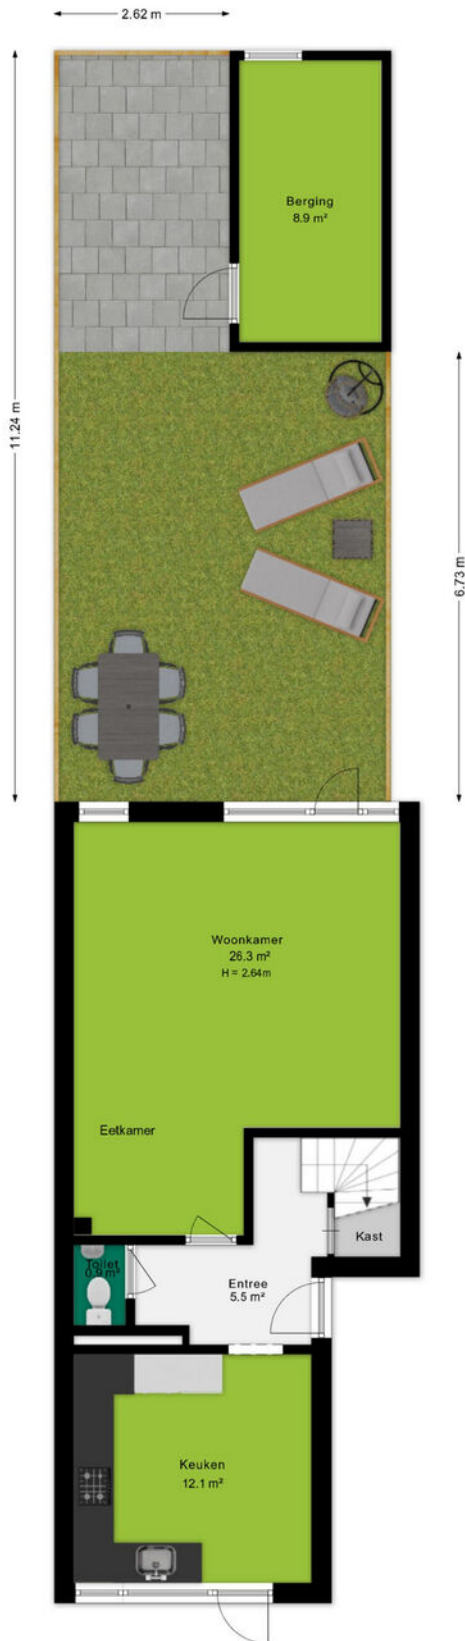 2.62 m
Berging
8.9 m²
11.24 m
6.73 m
Woonkamer
26.3 m²
H = 2.64m
Eetkamer
Kast
Toilet
0.9 m²
Entree
5.5 m²
Keuken
12.1 m²